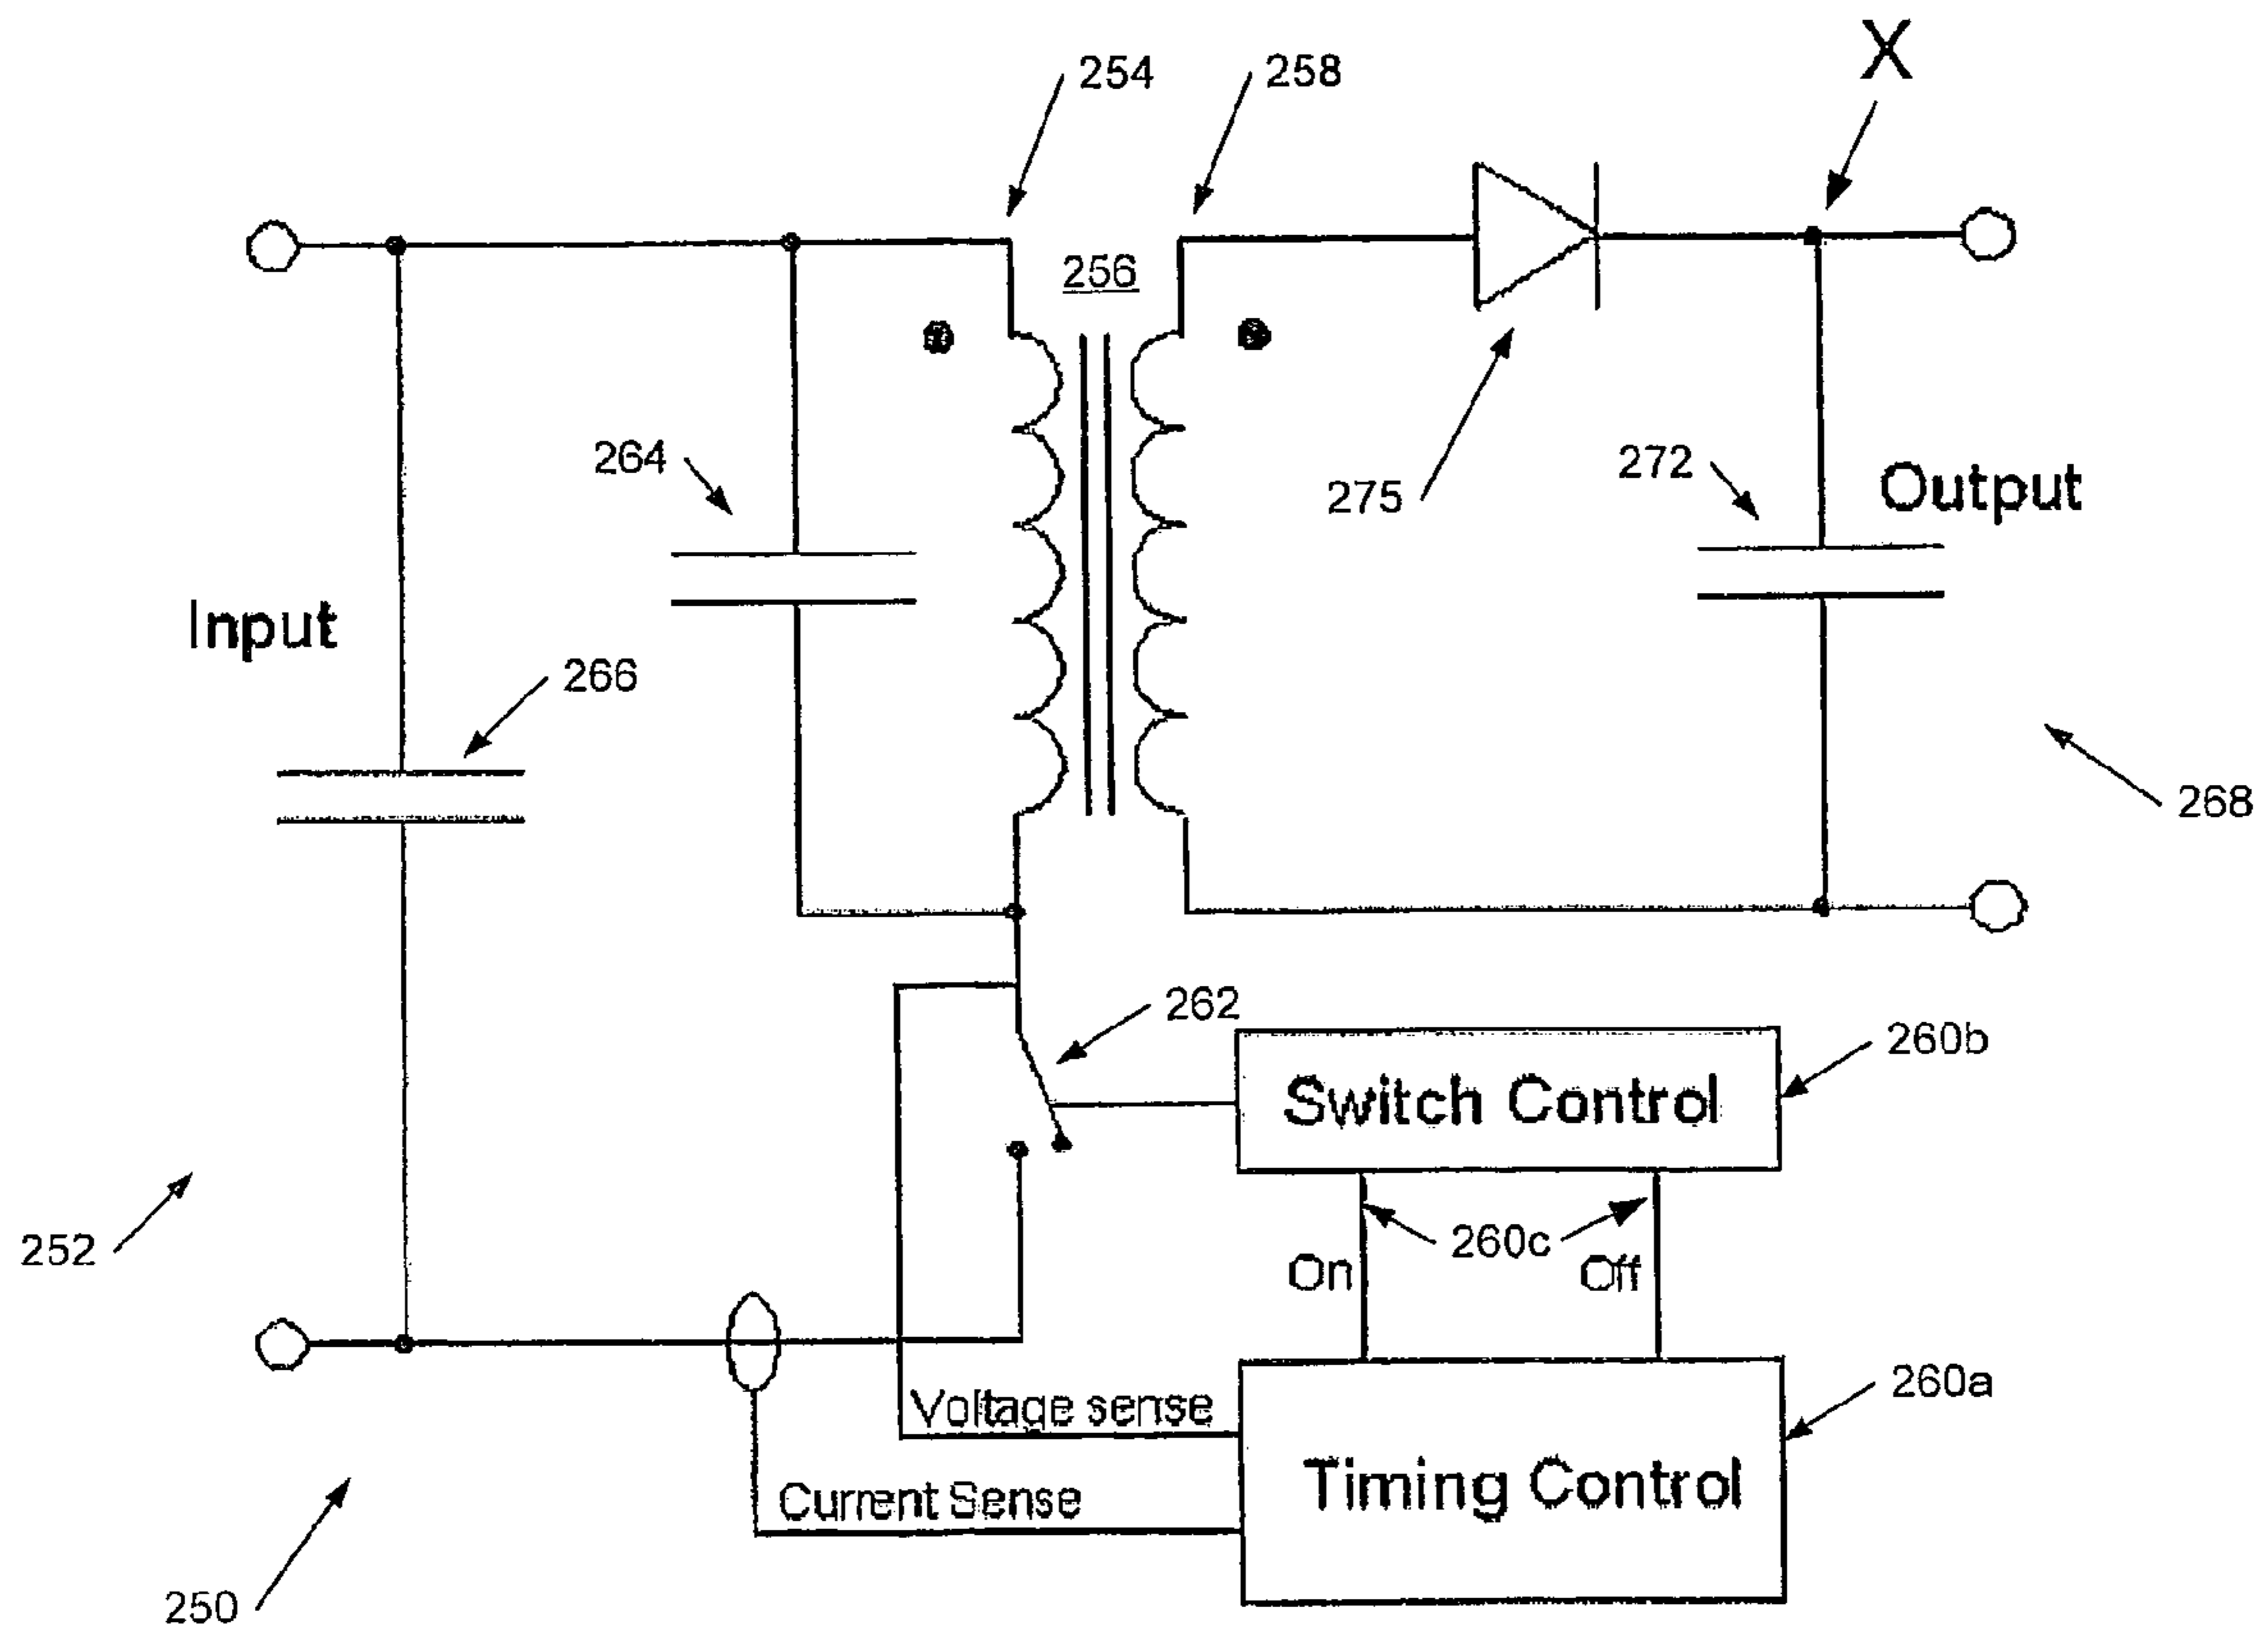 X
254
258
256
264
275
272
Output
Input
266
268
262
260b
Switch Control
252
260c
On
Off
260a
Voltage sense
Timing Control
Current Sense
250